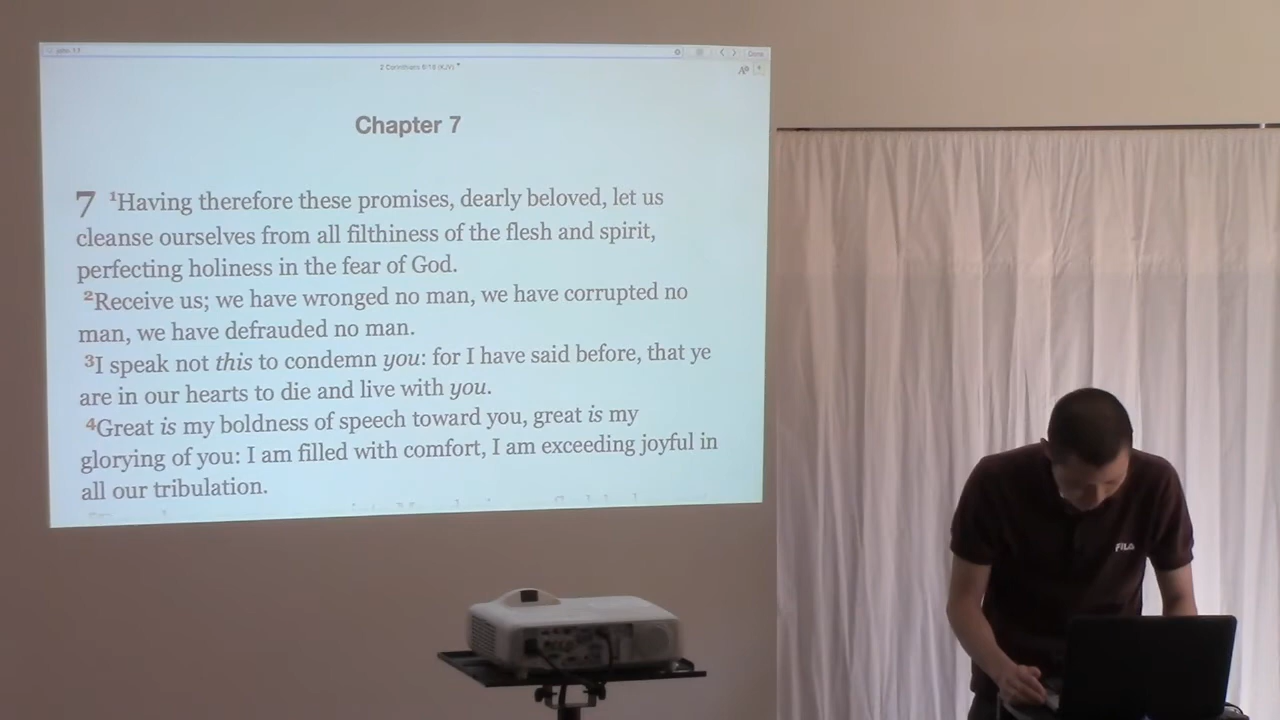 john 1:1
Done
2 Corinthians 6:18 (KJV)
Chapter 7
7 1Having therefore these promises, dearly beloved, let us
cleanse ourselves from all filthiness of the flesh and spirit,
perfecting holiness in the fear of God.
2Receive us; we have wronged no man, we have corrupted no
man, we have defrauded no man.
3I speak not this to condemn you: for I have said before, that ye
are in our hearts to die and live with you.
4Great is my boldness of speech toward you, great is my
glorying of you: I am filled with comfort, I am exceeding joyful in
all our tribulation.
FILA